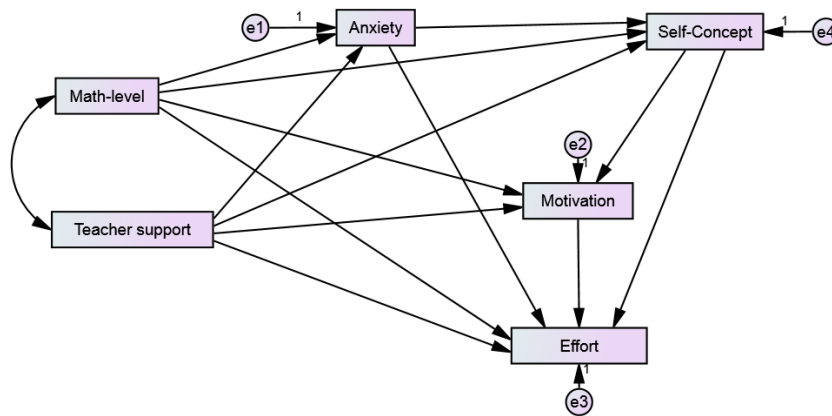 e1
1
Anxiety
Self-Concept
1
e4
Math-level
e2
1
Motivation
Teacher support
Effort
1
e3